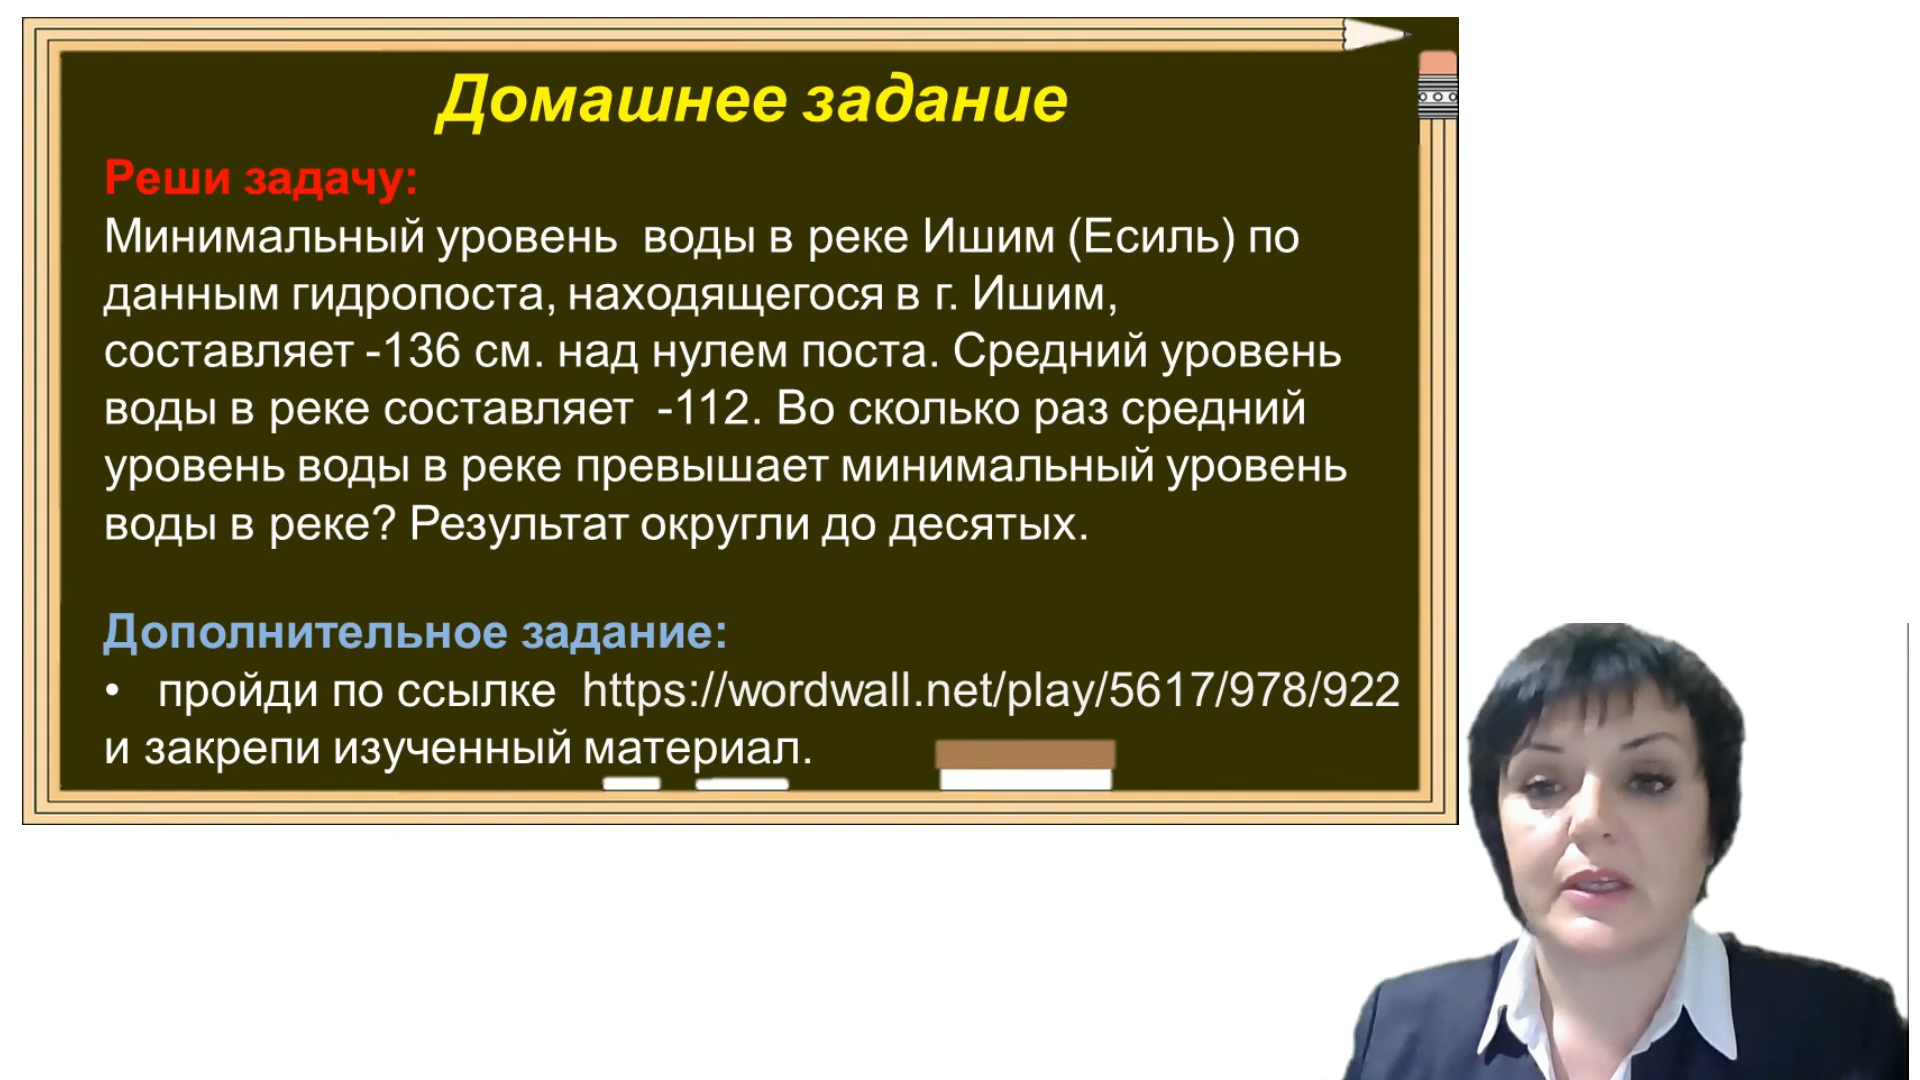 Домашнее задание
Реши задачу:
Минимальный уровень воды в реке Ишим (Есиль) по
данным гидропоста, находящегося в г. Ишим,
составляет -136 см. над нулем поста. Средний уровень
воды в реке составляет -112. Во сколько раз средний
уровень воды в реке превышает минимальный уровень
воды в реке? Результат округли до десятых.
Дополнительное задание:
• пройди по ссылке https://wordwall.net/play/5617/978/922
и закрепи изученный материал.